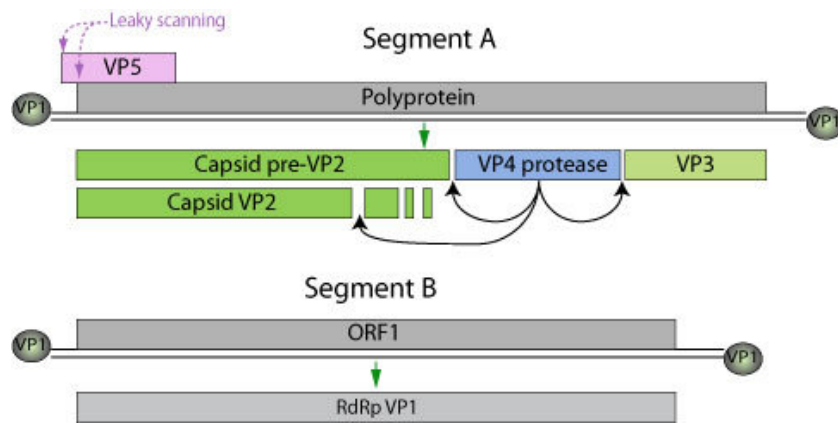 Leaky scanning
Segment A
VP5
Polyprotein
VP1
VP1
Capsid pre-VP2
VP4 protease
VP3
Capsid VP2
Segment B
ORF1
VP1
VP1
RdRp VP1